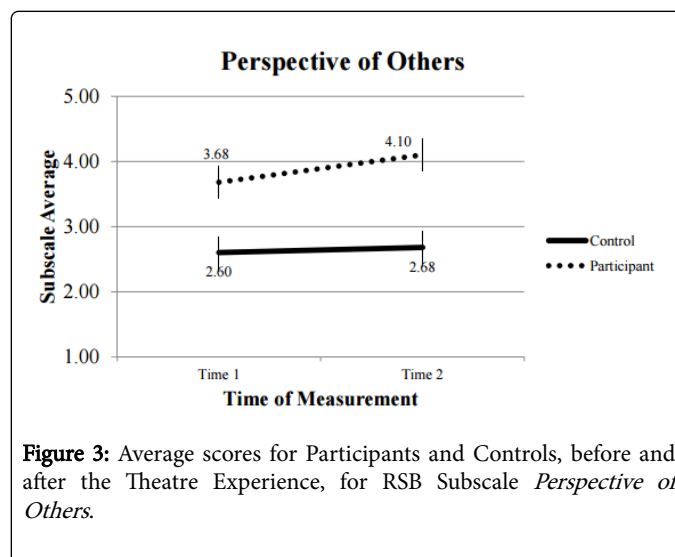 Perspective of Others
5.00
4.00
3.00
2.00
1.00
Subscale Average
3.68
4.10
2.60
2.68
Control
Participant
Time 1
Time 2
Time of Measurement
Figure 3: Average scores for Participants and Controls, before and
after the Theatre Experience, for RSB Subscale Perspective of
Others.